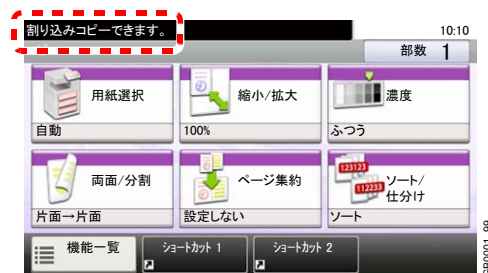 割り込みコピーできます。
10:10
部数 1
用紙選択
自動
縮小/拡大
100%
濃度
ふつう
両面/分割
片面→片面
ページ集約
設定しない
123123
112233
ソート/
仕分け
ソート
機能一覧
ショートカット 1
ショートカット 2